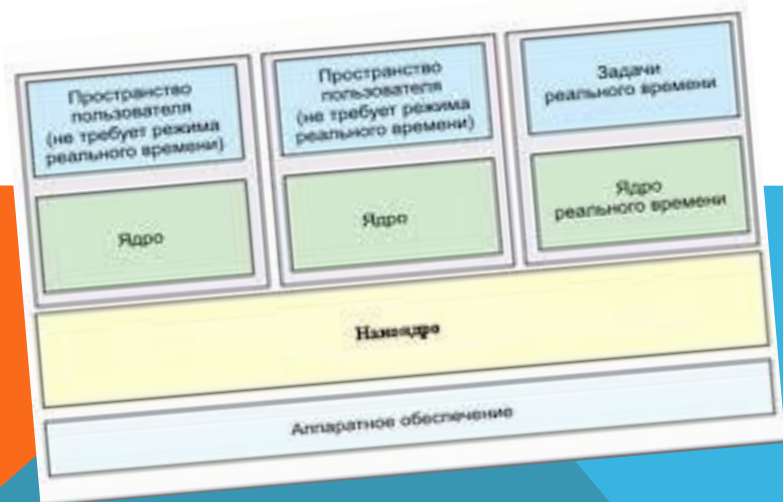 Пространство
пользователя
(не требует режима
реального времени)
Пространство
пользователя
(не требует режима
реального времени)
Задачи
реального времени
Ядро
Ядро
Ядро
реального времени
Наноядро
Аппаратное обеспечение